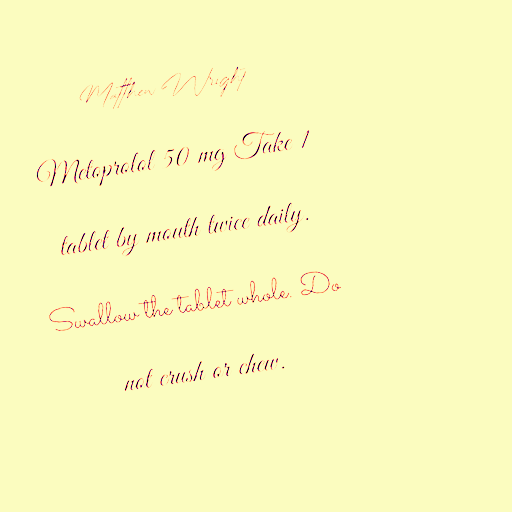 Matthew Wright
Metoprolol 50 mg Take 1
tablet by mouth twice daily.
Swallow the tablet whole. Do
not crush or chew.